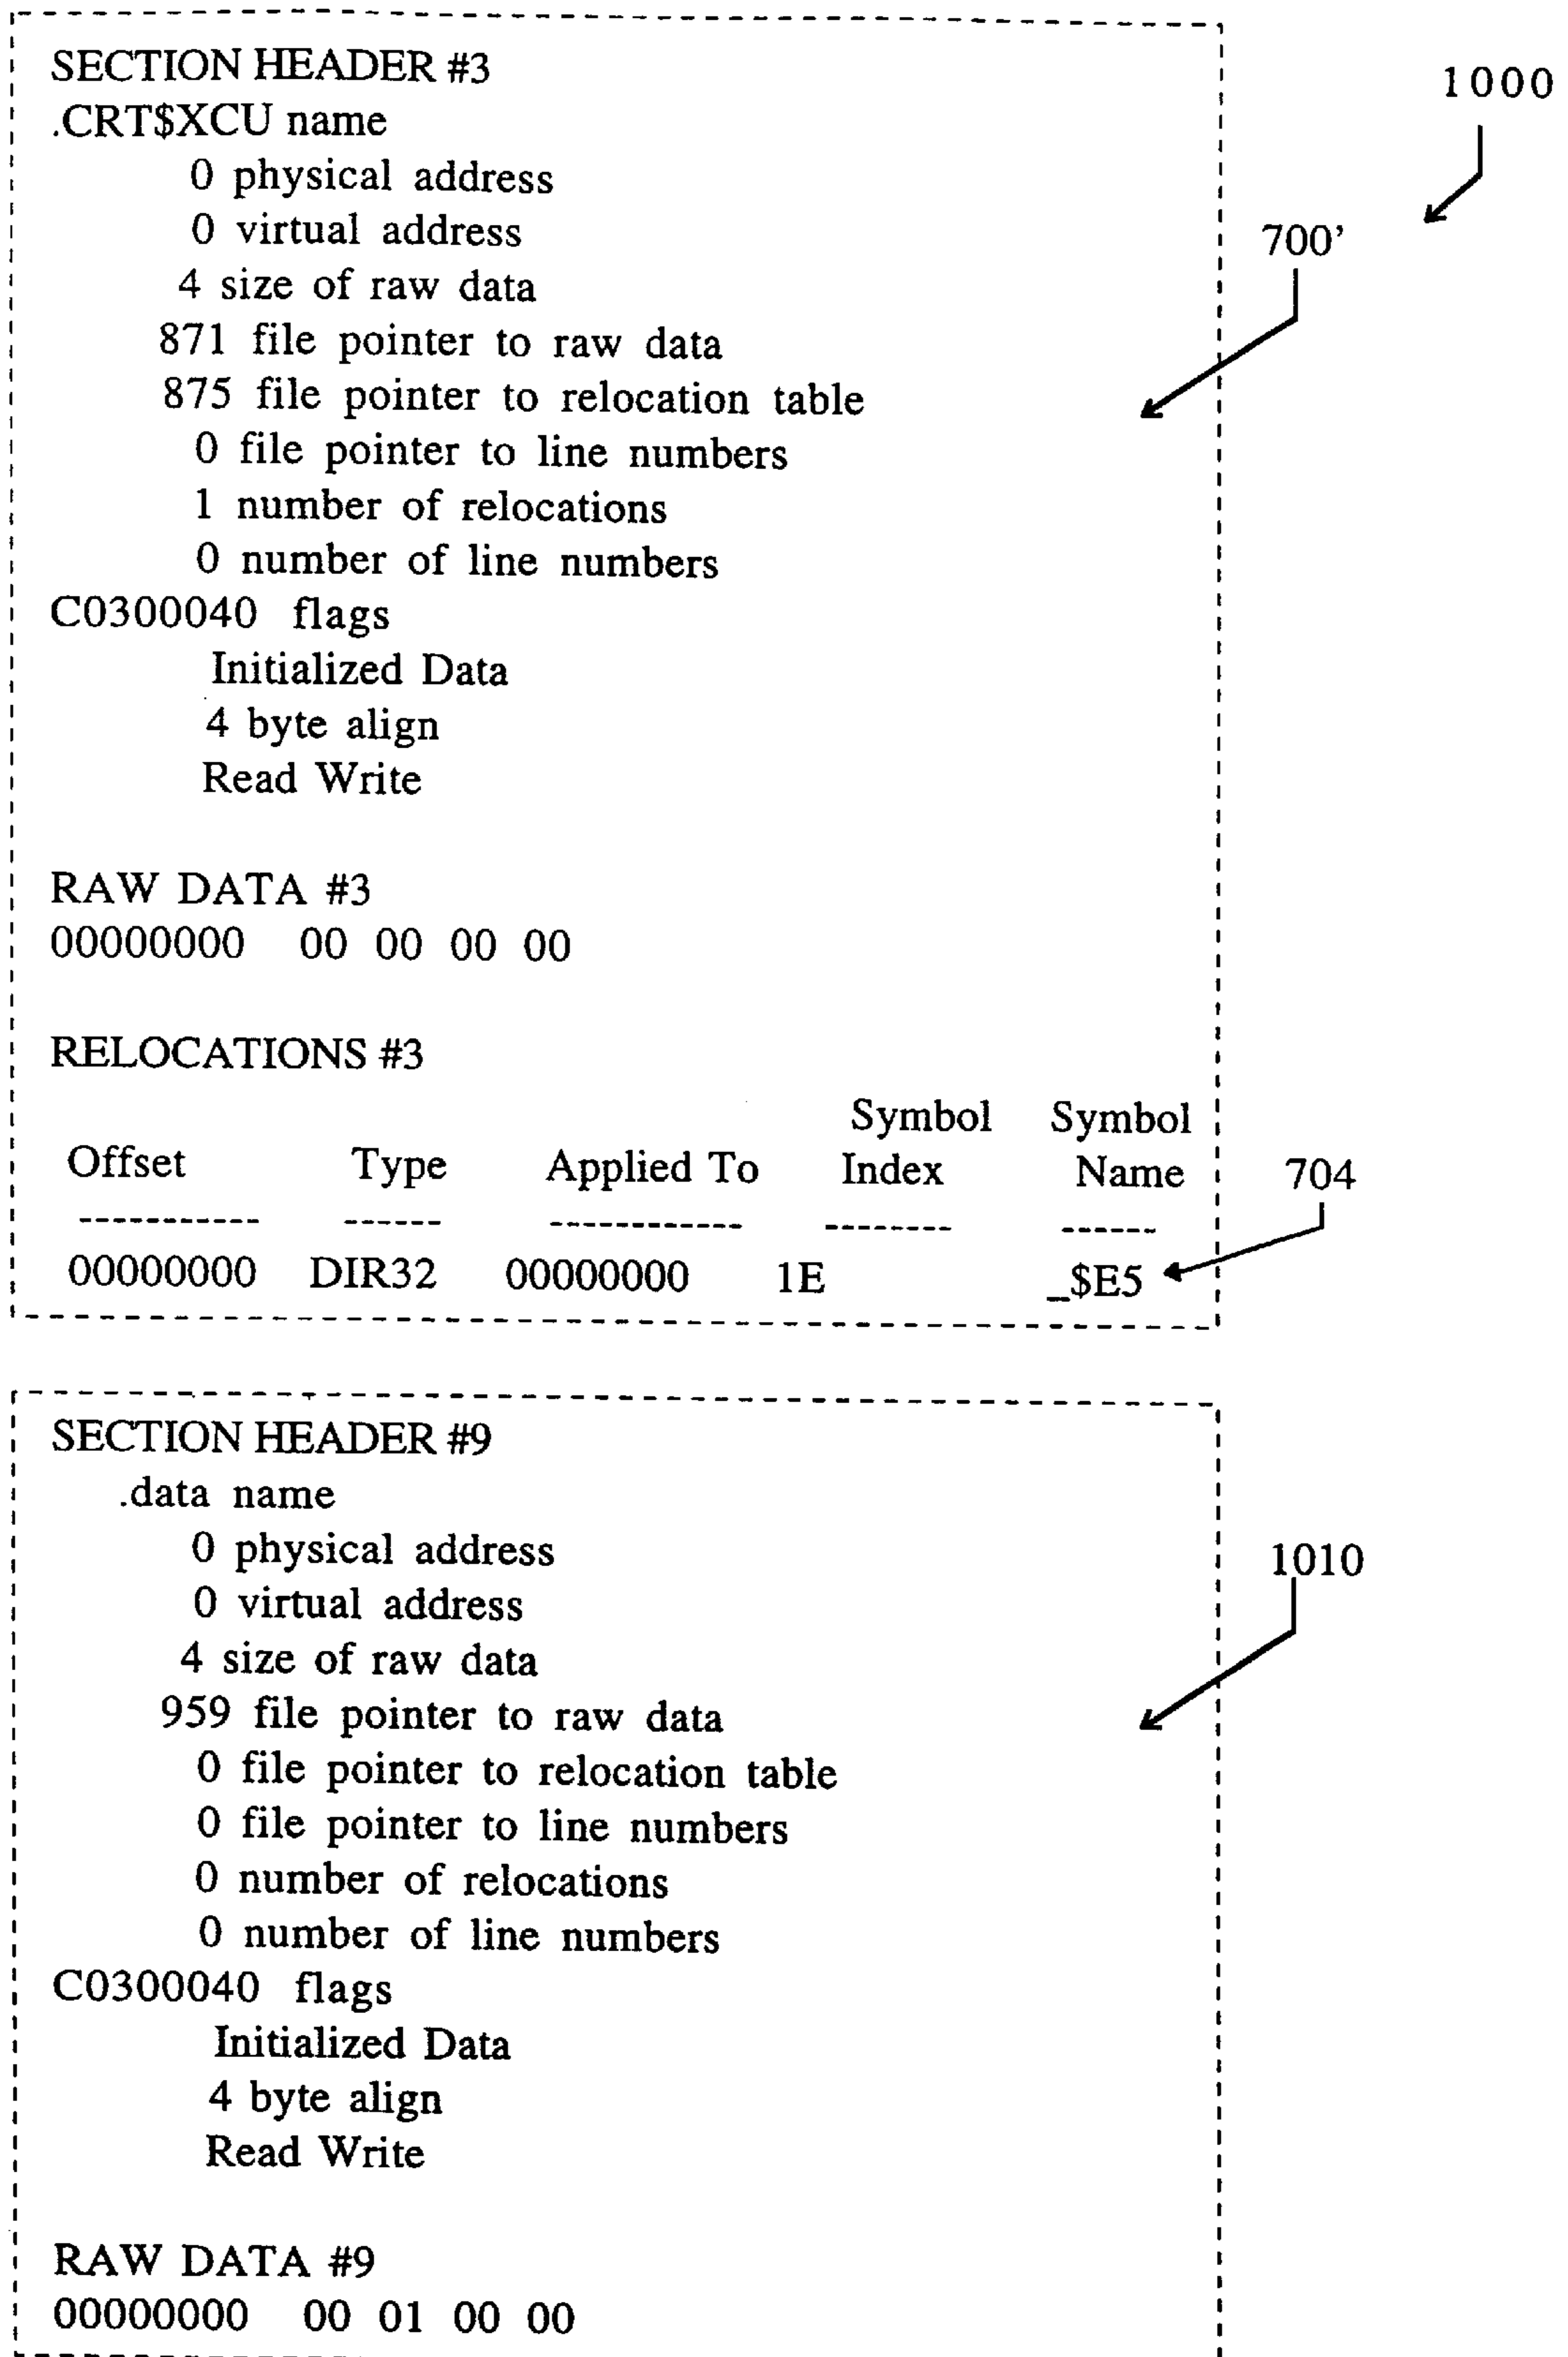 SECTION HEADER #3
1000
.CRT$XCU name
0 physical address
0 virtual address
700'
4 size of raw data
871 file pointer to raw data
875 file pointer to relocation table
0 file pointer to line numbers
1 number of relocations
0 number of line numbers
C0300040 flags
Initialized Data
4 byte align
Read Write
RAW DATA #3
00000000 00 00 00 00
RELOCATIONS #3
Symbol Symbol
Offset Type Applied To Index Name
704
----------- ------ ------------ -------- ------
00000000 DIR32 00000000 1E _$E5
SECTION HEADER #9
.data name
0 physical address
1010
0 virtual address
4 size of raw data
959 file pointer to raw data
0 file pointer to relocation table
0 file pointer to line numbers
0 number of relocations
0 number of line numbers
C0300040 flags
Initialized Data
4 byte align
Read Write
RAW DATA #9
00000000 00 01 00 00